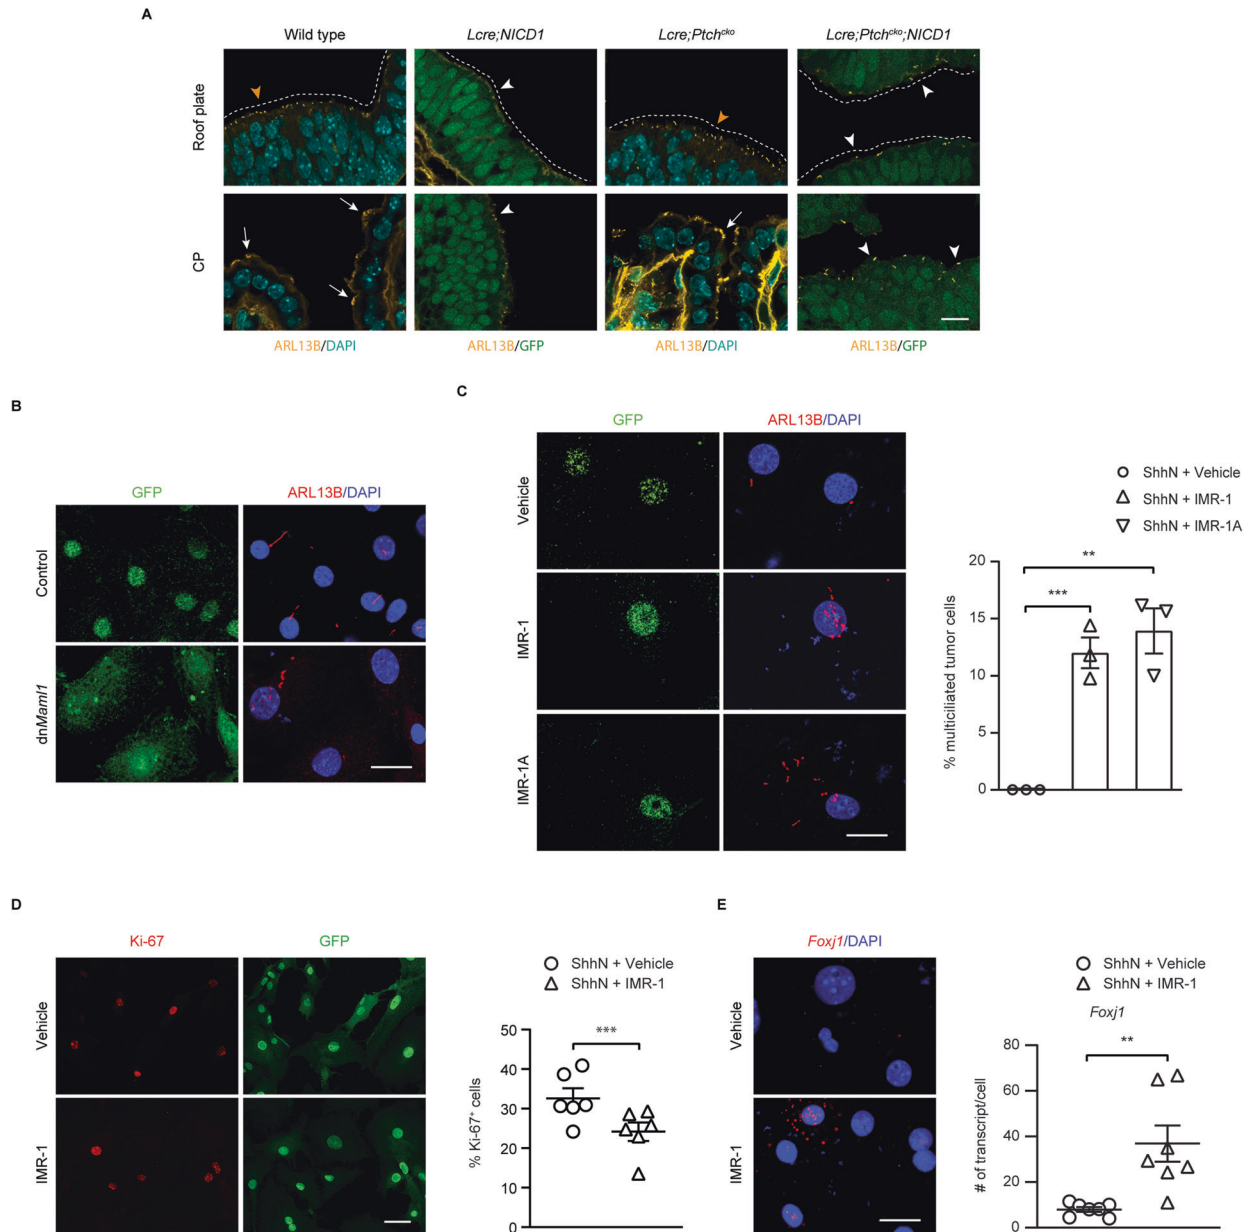 A
Wild type
Lcre;NICD1
Lcre;Ptch^cko
Lcre;Ptch^cko;NICD1
Roof plate
CP
ARL13B/DAPI
ARL13B/GFP
ARL13B/DAPI
ARL13B/GFP
B
GFP
ARL13B/DAPI
Control
dnMaml1
C
GFP
ARL13B/DAPI
Vehicle
IMR-1
IMR-1A
ShhN + Vehicle
ShhN + IMR-1
ShhN + IMR-1A
% multiciliated tumor cells
20
15
10
5
0
**
***
D
Ki-67
GFP
Vehicle
IMR-1
ShhN + Vehicle
ShhN + IMR-1
% Ki-67⁺ cells
50
40
30
20
10
0
***
E
Foxj1/DAPI
Vehicle
IMR-1
ShhN + Vehicle
ShhN + IMR-1
Foxj1
# of transcript/cell
80
60
40
20
0
**